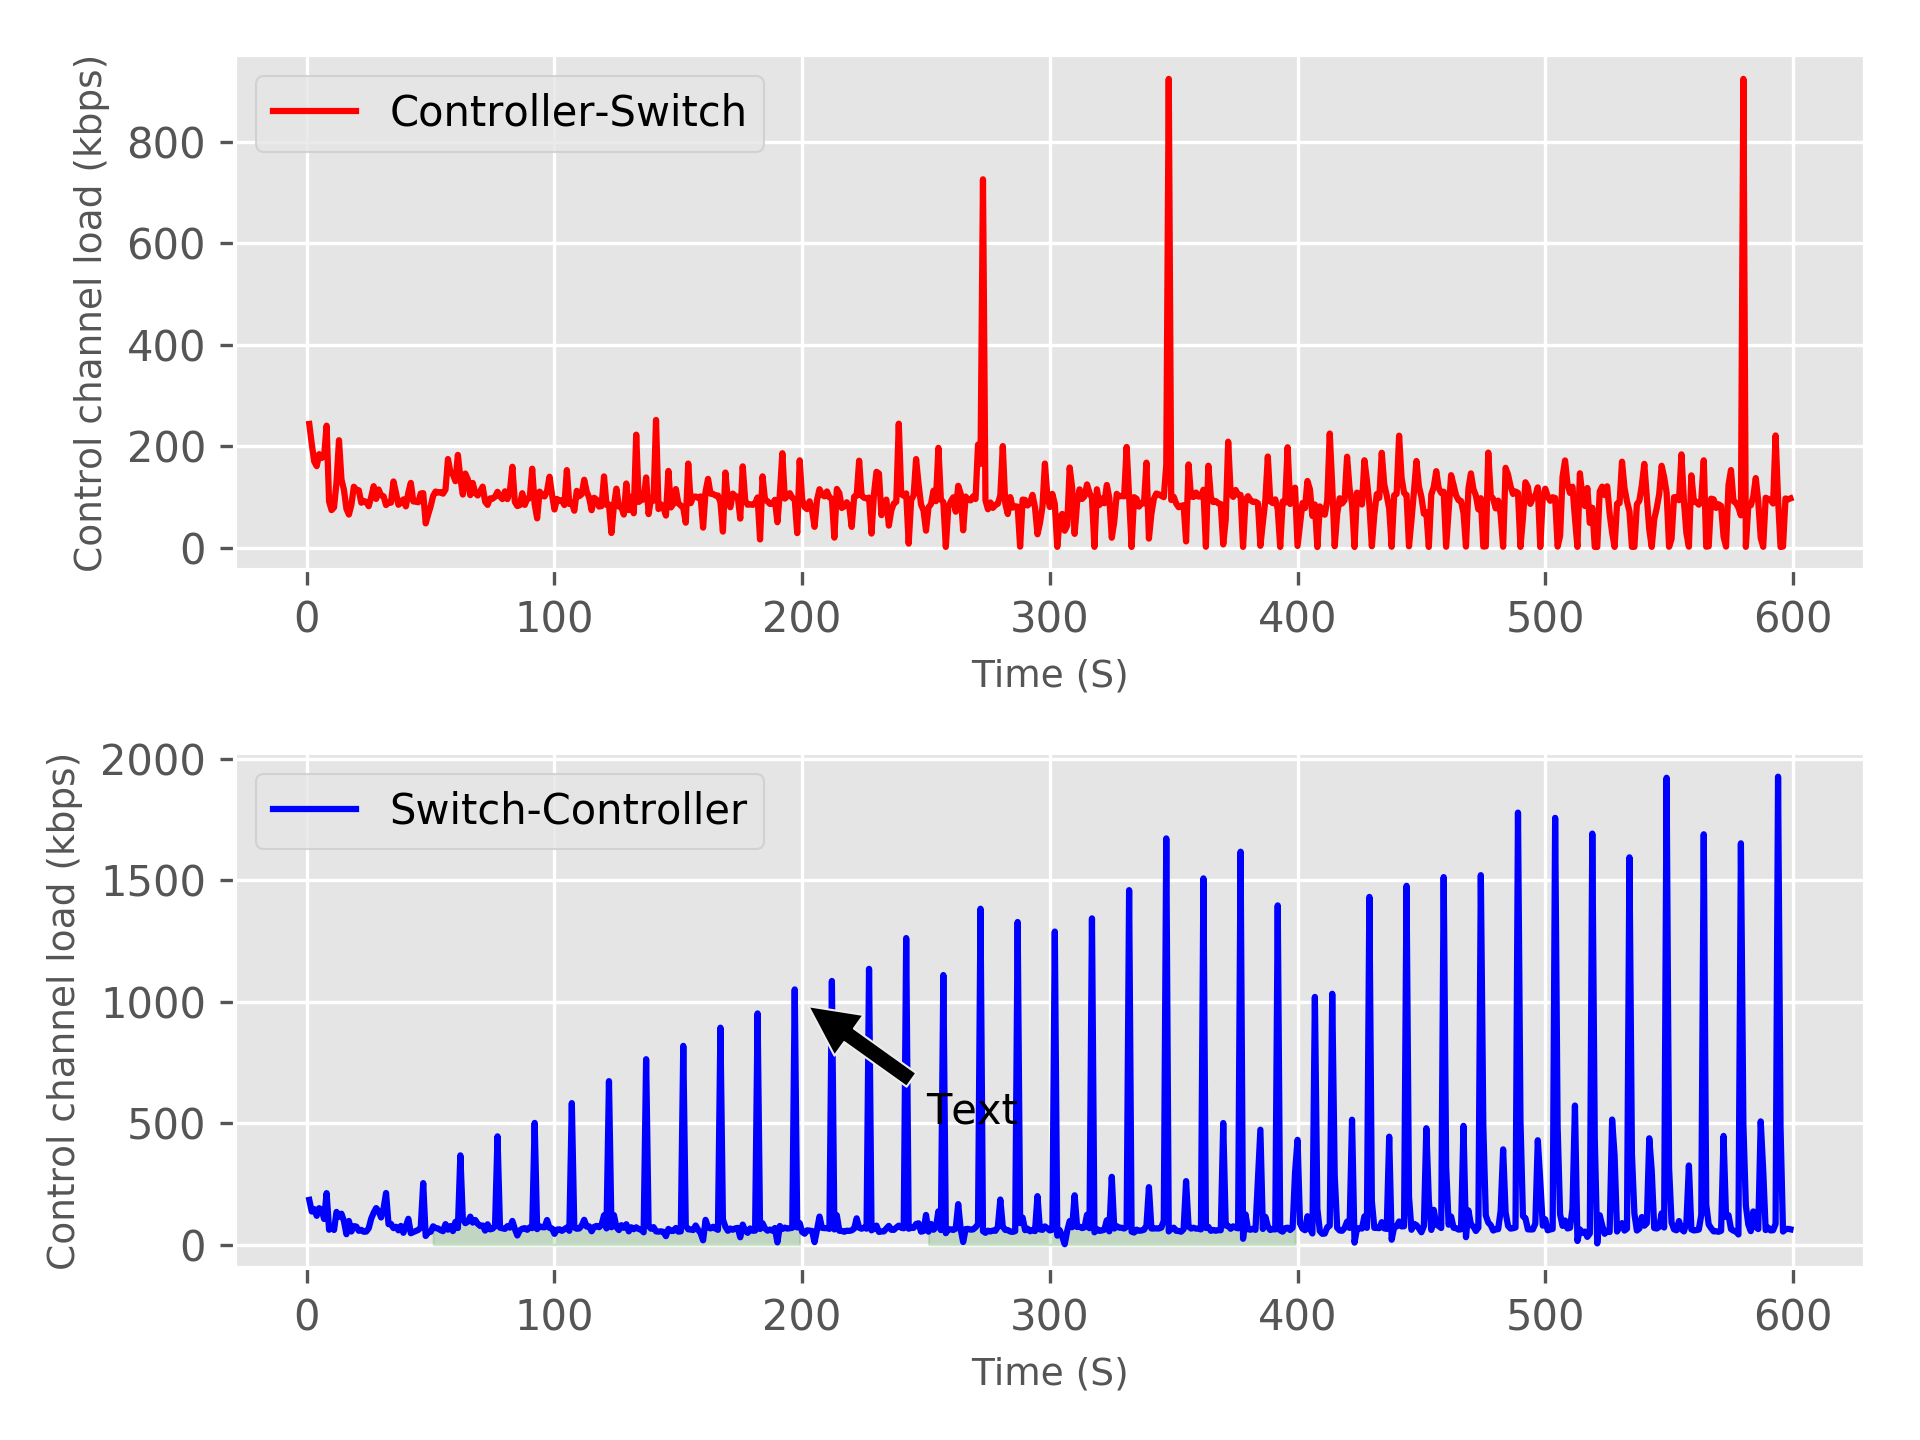 Control channel load (kbps)
800
600
400
200
0
Controller-Switch
0 100 200 300 400 500 600
Time (S)
Control channel load (kbps)
2000
1500
1000
500
0
Switch-Controller
Text
0 100 200 300 400 500 600
Time (S)